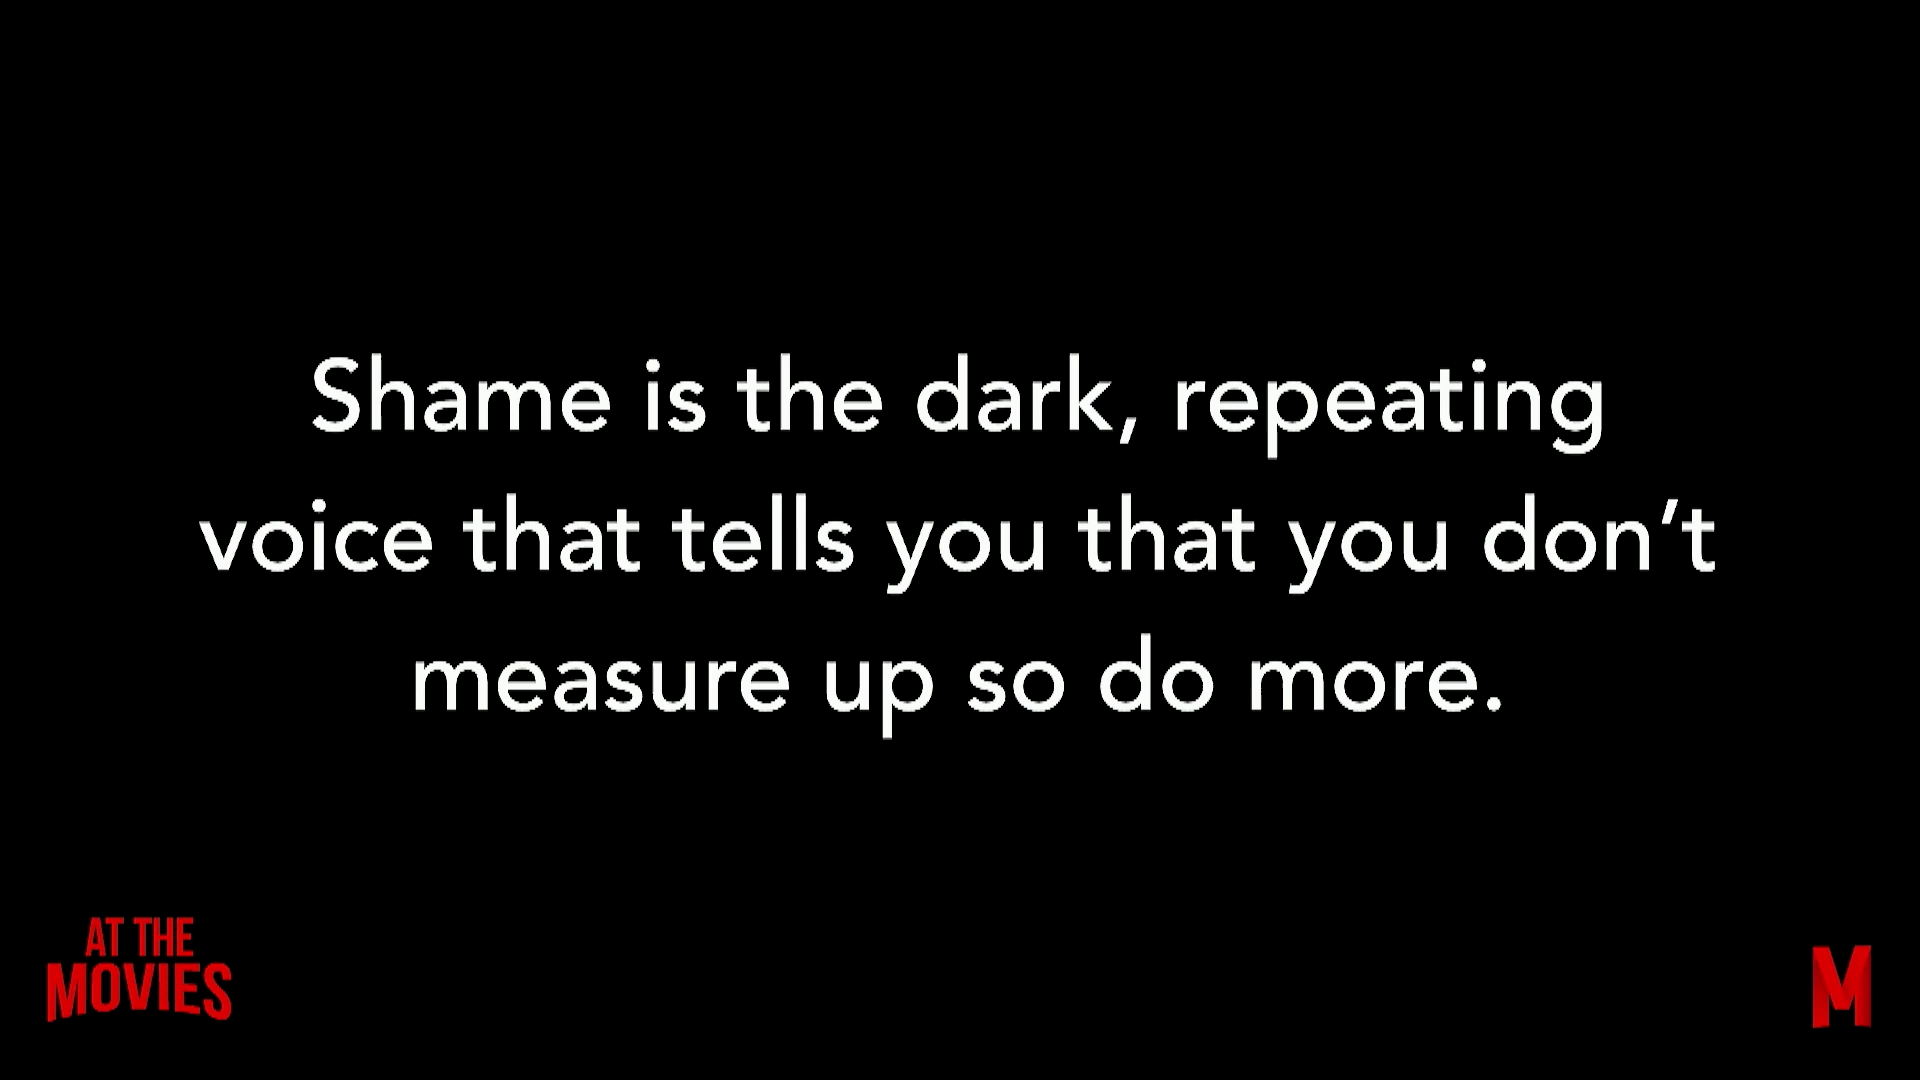 Shame is the dark, repeating
voice that tells you that you don’t
measure up so do more.
AT THE
MOVIES
M